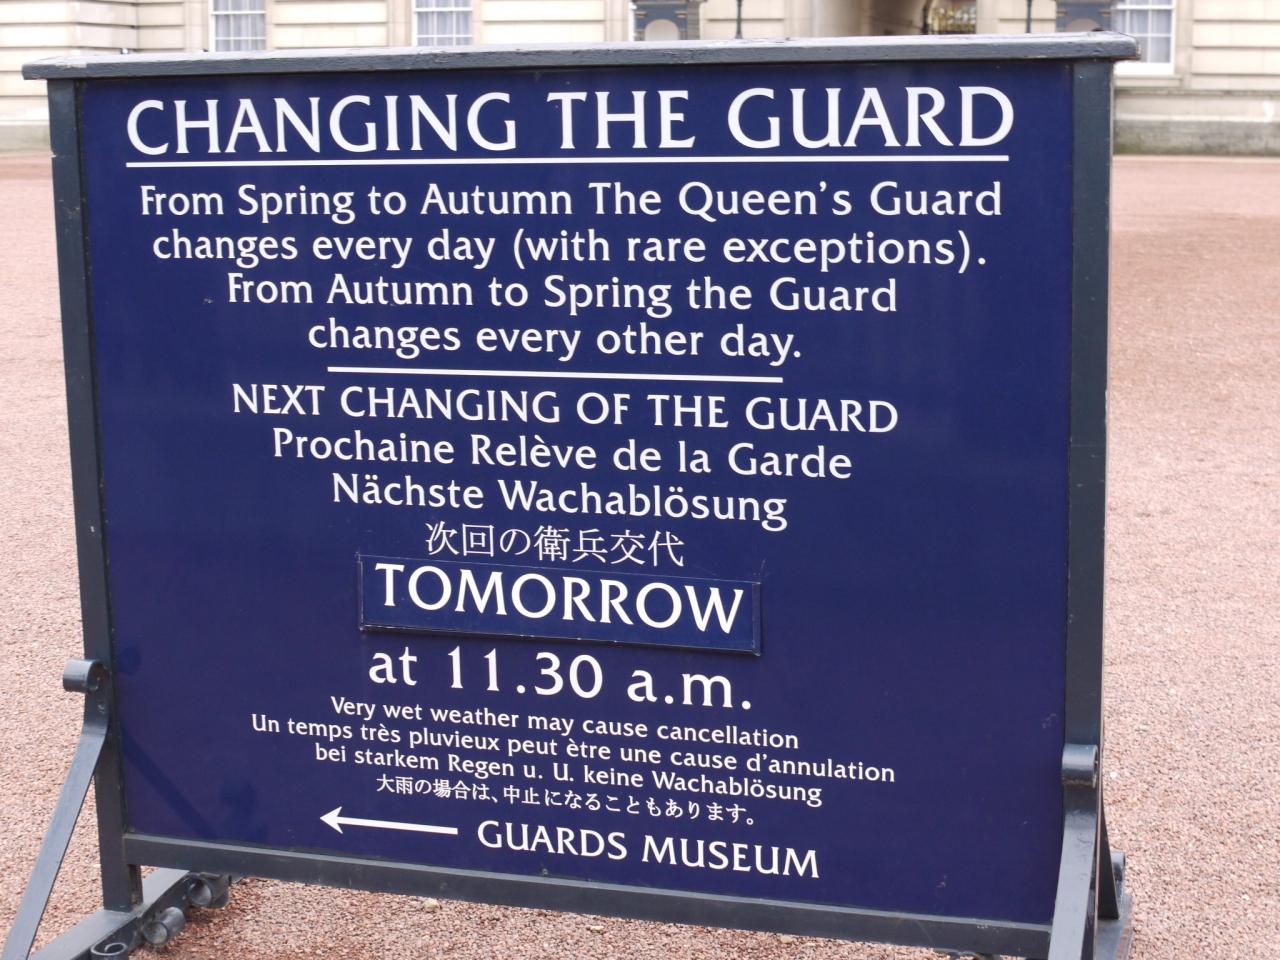 CHANGING THE GUARD
From Spring to Autumn The Queen's Guard
changes every day (with rare exceptions).
From Autumn to Spring the Guard
changes every other day.
NEXT CHANGING OF THE GUARD
Prochaine Relève de la Garde
Nächste Wachablösung
次回の衛兵交代
TOMORROW
at 11.30 a.m.
Very wet weather may cause cancellation
Un temps très pluvieux peut ètre une cause d'annulation
bei starkem Regen u. U. keine Wachablösung
大雨の場合は、中止になることもあります。
GUARDS MUSEUM